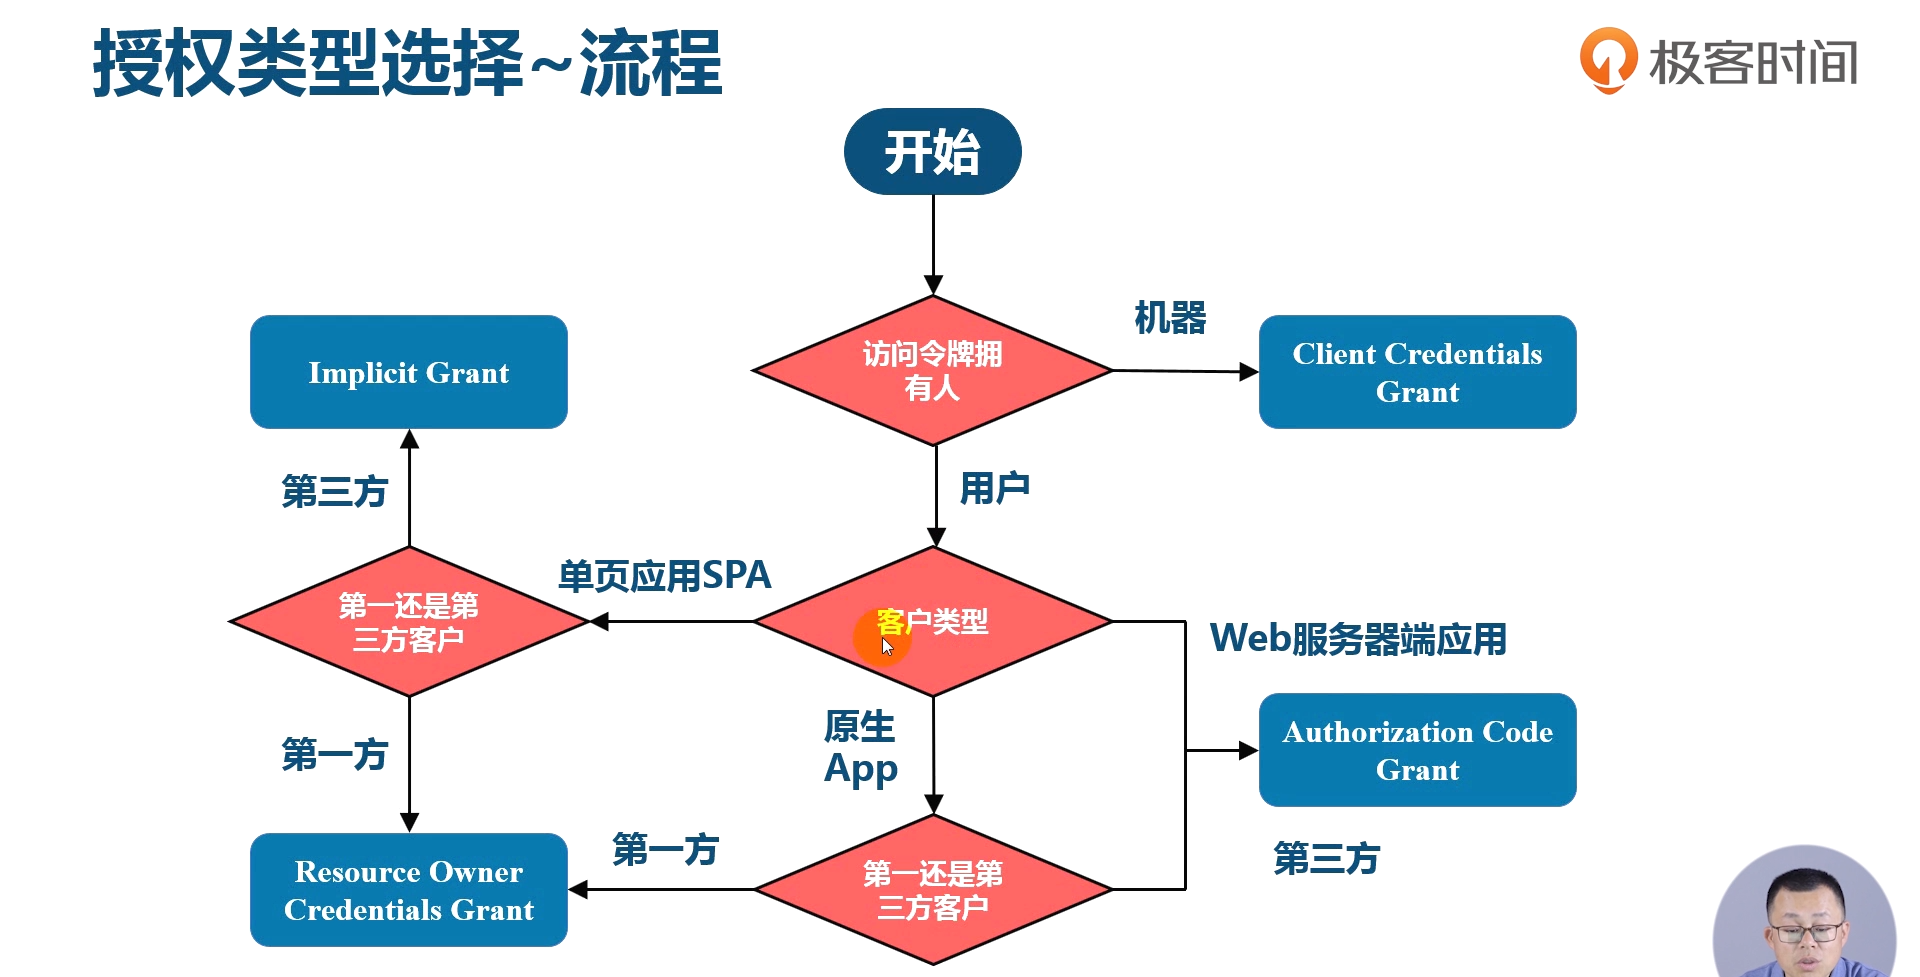 授权类型选择~流程
极客时间
开始
机器
访问令牌拥
有人
Client Credentials
Grant
Implicit Grant
第三方
用户
单页应用SPA
第一还是第
三方客户
客户类型
Web服务器端应用
原生
App
第一方
Authorization Code
Grant
第一方
第三方
Resource Owner
Credentials Grant
第一还是第
三方客户